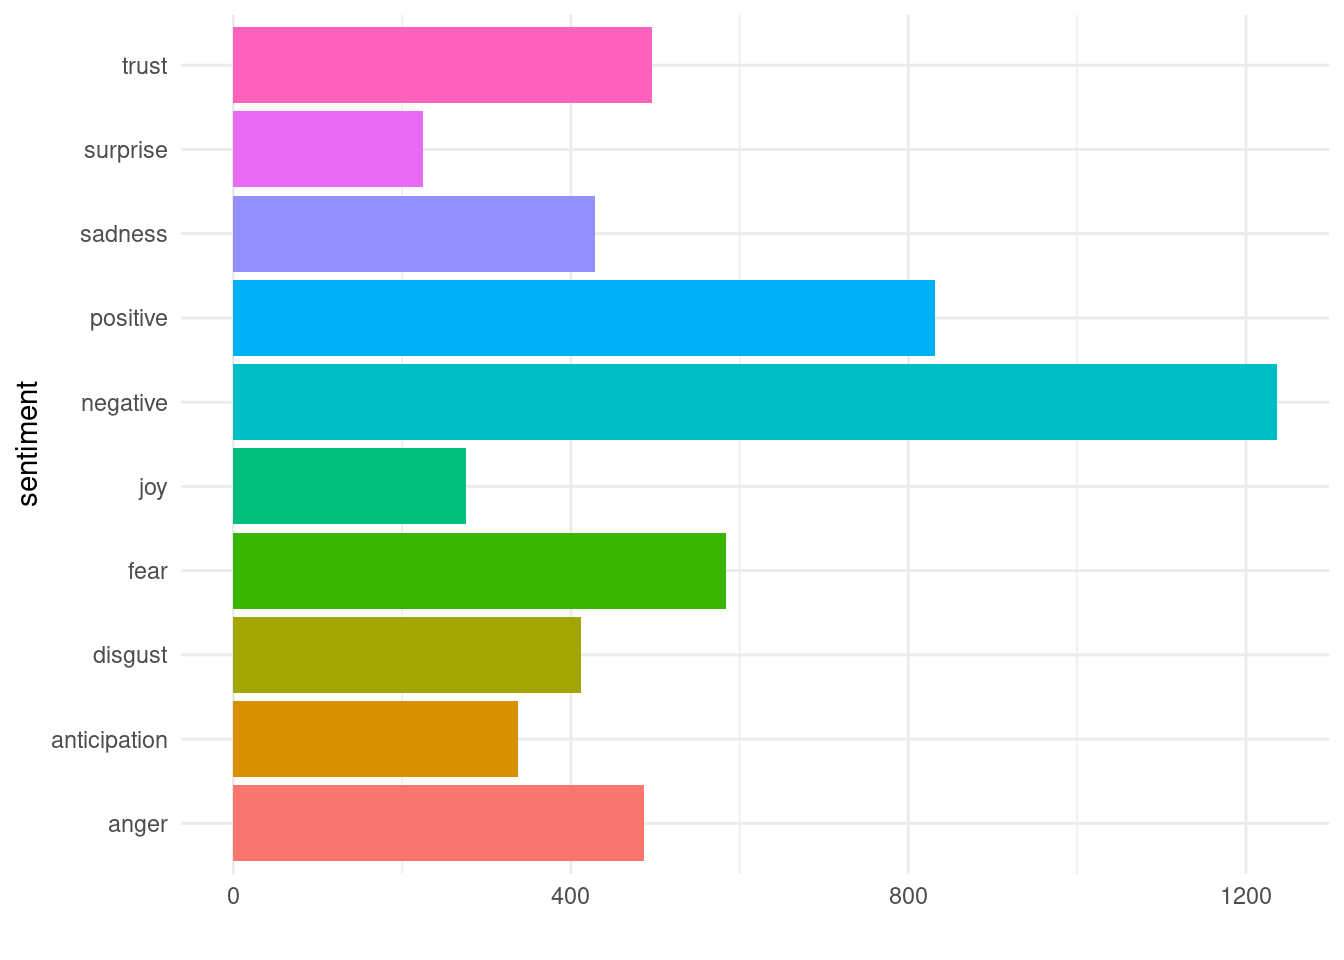 trust
surprise
sadness
positive
negative
joy
fear
disgust
anticipation
anger
sentiment
0 400 800 1200